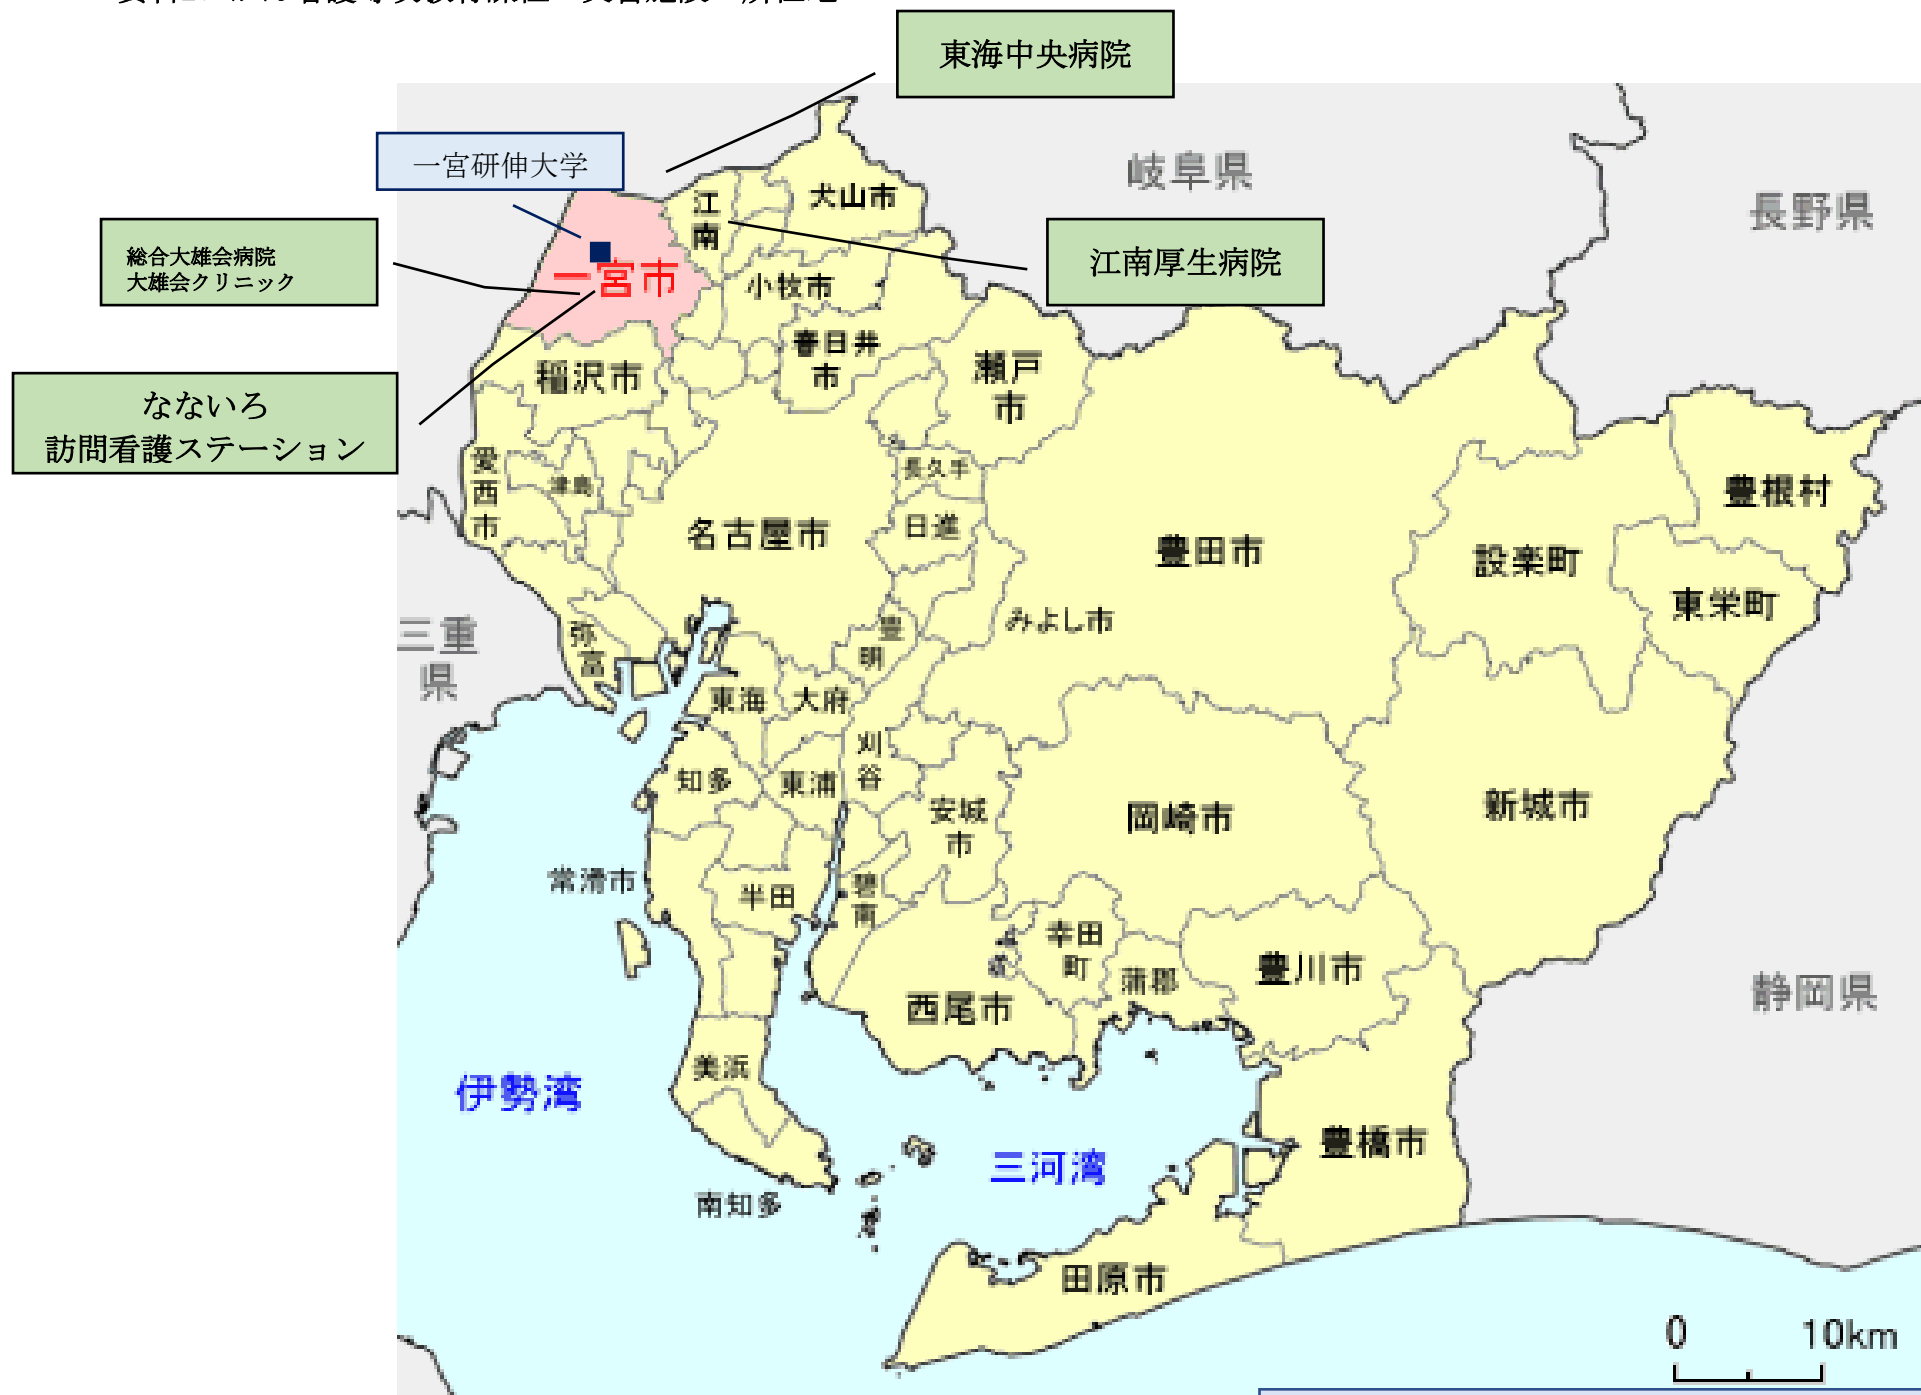 東海中央病院
一宮研伸大学
岐阜県
長野県
犬山市
江
南
総合大雄会病院
大雄会クリニック
江南厚生病院
一宮市
小牧市
春日井
市
瀬戸
市
稲沢市
なないろ
訪問看護ステーション
愛
西
市
津島
長久手
日進
名古屋市
豊田市
豊根村
設楽町
東栄町
みよし市
三重
県
弥
富
豊
明
東海
大府
刈
谷
知多
東浦
安城
市
岡崎市
新城市
常滑市
半田
碧
南
幸田
町
蒲郡
豊川市
西尾市
静岡県
美浜
伊勢湾
三河湾
豊橋市
南知多
田原市
0
10km